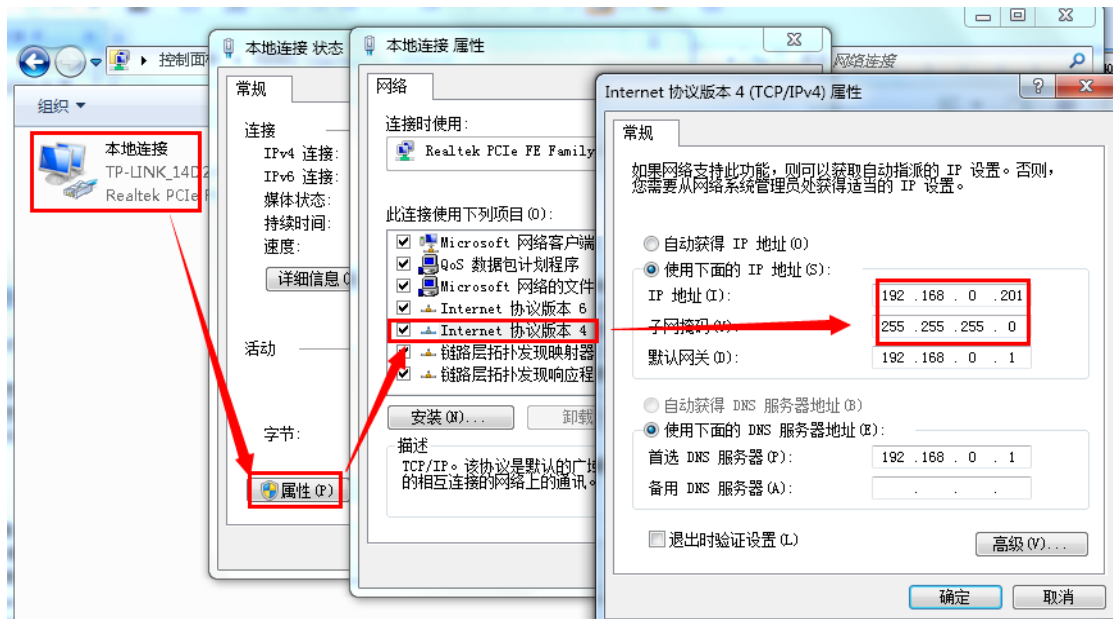 控制面
网络连接
组织
本地连接
TP-LINK_14D2
Realtek PCIe F
本地连接 状态
常规
连接
IPv4 连接:
IPv6 连接:
媒体状态:
持续时间:
速度:
详细信息(
活动
字节:
属性(P)
本地连接 属性
网络
连接时使用:
Realtek PCIe FE Family
此连接使用下列项目(O):
Microsoft 网络客户端
QoS 数据包计划程序
Microsoft 网络的文件
Internet 协议版本 6
Internet 协议版本 4
链路层拓扑发现映射器
链路层拓扑发现响应程
安装(N)...
卸载
描述
TCP/IP。该协议是默认的广域
的相互连接的网络上的通讯。
Internet 协议版本 4 (TCP/IPv4) 属性
常规
如果网络支持此功能，则可以获取自动指派的 IP 设置。否则，
您需要从网络系统管理员处获得适当的 IP 设置。
自动获得 IP 地址(O)
使用下面的 IP 地址(S):
IP 地址(I): 192 .168 . 0 .201
子网掩码(U): 255 .255 .255 . 0
默认网关(D): 192 .168 . 0 . 1
自动获得 DNS 服务器地址(B)
使用下面的 DNS 服务器地址(E):
首选 DNS 服务器(P): 192 .168 . 0 . 1
备用 DNS 服务器(A): . . .
退出时验证设置(L)
高级(V)...
确定
取消